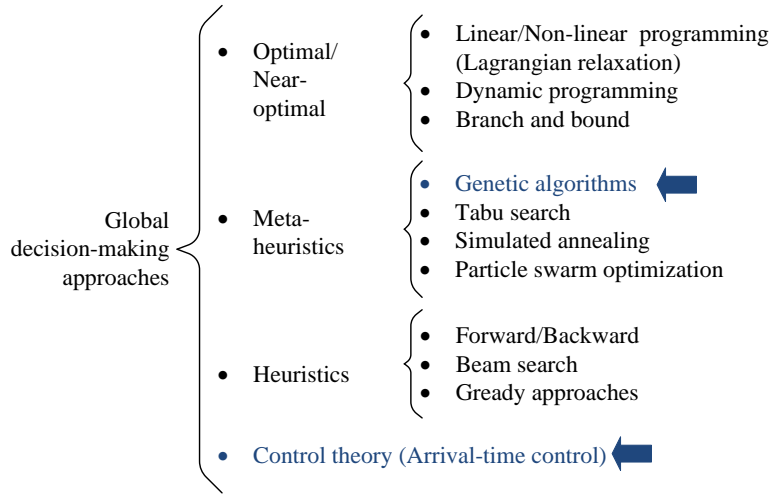 Global
decision-making
approaches
• Optimal/
Near-
optimal
• Linear/Non-linear programming
(Lagrangian relaxation)
• Dynamic programming
• Branch and bound
• Meta-
heuristics
• Genetic algorithms
• Tabu search
• Simulated annealing
• Particle swarm optimization
• Heuristics
• Forward/Backward
• Beam search
• Gready approaches
• Control theory (Arrival-time control)